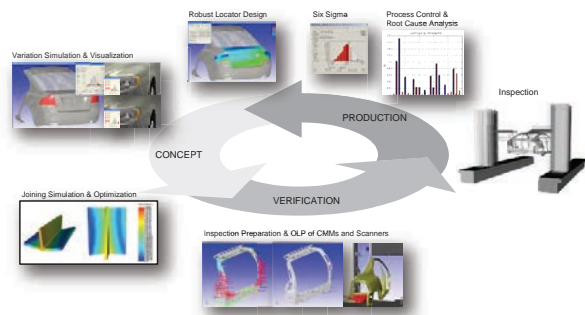 Robust Locator Design
Six Sigma
Process Control &
Root Cause Analysis
Variation Simulation & Visualization
Inspection
PRODUCTION
CONCEPT
VERIFICATION
Joining Simulation & Optimization
Inspection Preparation & OLP of CMMs and Scanners